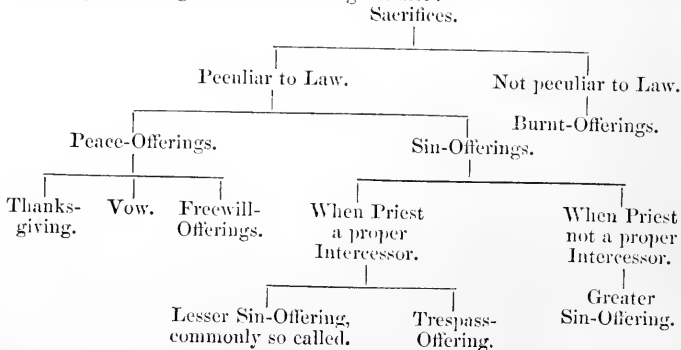 Sacrifices.
Peculiar to Law.
Not peculiar to Law.
Burnt-Offerings.
Peace-Offerings.
Sin-Offerings.
Thanks-
giving.
Vow.
Freewill-
Offerings.
When Priest
a proper
Intercessor.
When Priest
not a proper
Intercessor.
Lesser Sin-Offering,
commonly so called.
Trespass-
Offering.
Greater
Sin-Offering.